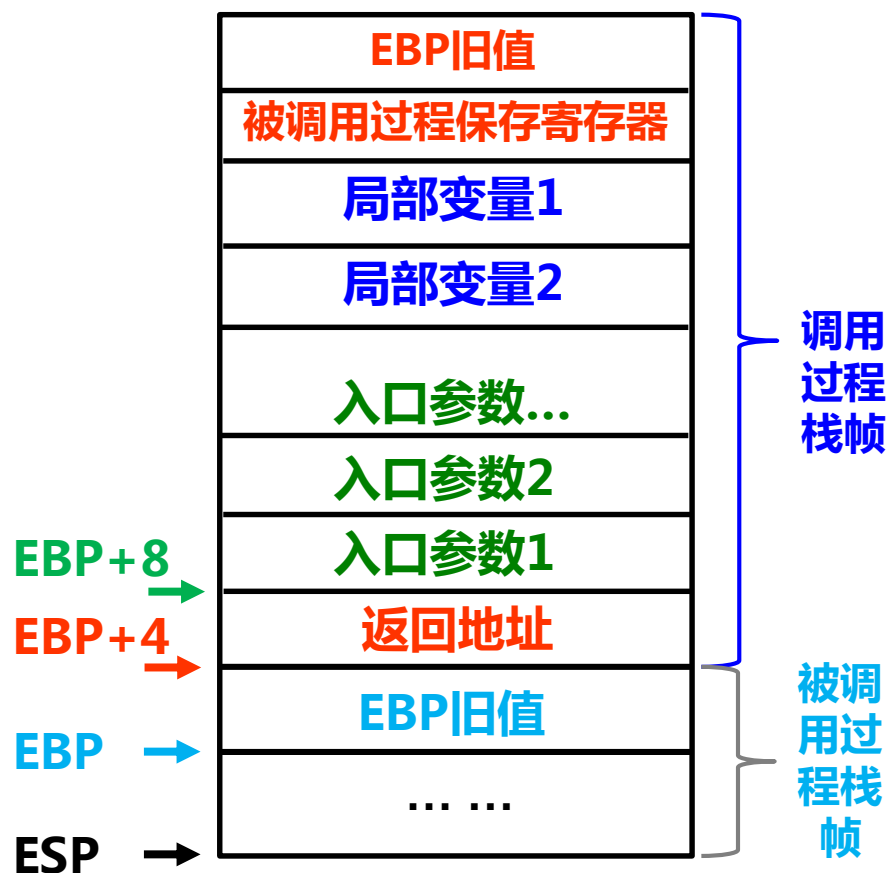 EBP旧值
被调用过程保存寄存器
局部变量1
局部变量2
入口参数...
入口参数2
入口参数1
返回地址
EBP旧值
... ...
EBP+8
EBP+4
EBP
ESP
调用
过程
栈帧
被调
用过
程栈
帧